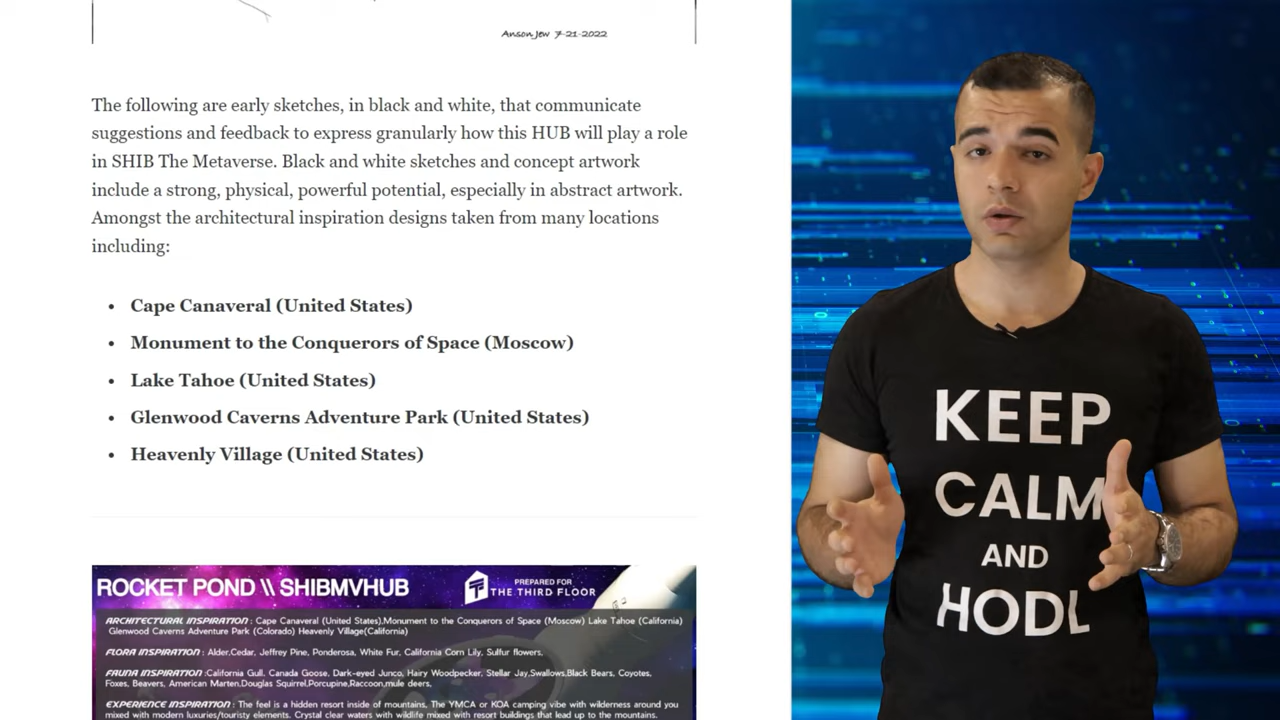 Anson Jew 7-21-2022
The following are early sketches, in black and white, that communicate
suggestions and feedback to express granularly how this HUB will play a role
in SHIB The Metaverse. Black and white sketches and concept artwork
include a strong, physical, powerful potential, especially in abstract artwork.
Amongst the architectural inspiration designs taken from many locations
including:
• Cape Canaveral (United States)
• Monument to the Conquerors of Space (Moscow)
• Lake Tahoe (United States)
• Glenwood Caverns Adventure Park (United States)
• Heavenly Village (United States)
ROCKET POND \\ SHIBMVHUB
PREPARED FOR
THE THIRD FLOOR
ARCHITECTURAL INSPIRATION : Cape Canaveral (United States),Monument to the Conquerors of Space (Moscow) Lake Tahoe (California)
Glenwood Caverns Adventure Park (Colorado) Heavenly Village(California)
FLORA INSPIRATION : Alder,Cedar, Jeffrey Pine, Ponderosa, White Fur, California Corn Lily, Sulfur flowers.
FAUNA INSPIRATION :California Gull, Canada Goose, Dark-eyed Junco, Hairy Woodpecker, Stellar Jay,Swallows,Black Bears, Coyotes,
Foxes, Beavers, American Marten,Douglas Squirrel,Porcupine,Raccoon,mule deers,
EXPERIENCE INSPIRATION : The feel is a hidden resort inside of mountains, The YMCA or KOA camping vibe with wilderness around you
mixed with modern luxuries/touristy elements. Crystal clear waters with wildlife mixed with resort buildings that lead up to the mountains.
KEEP
CALM
AND
HODL